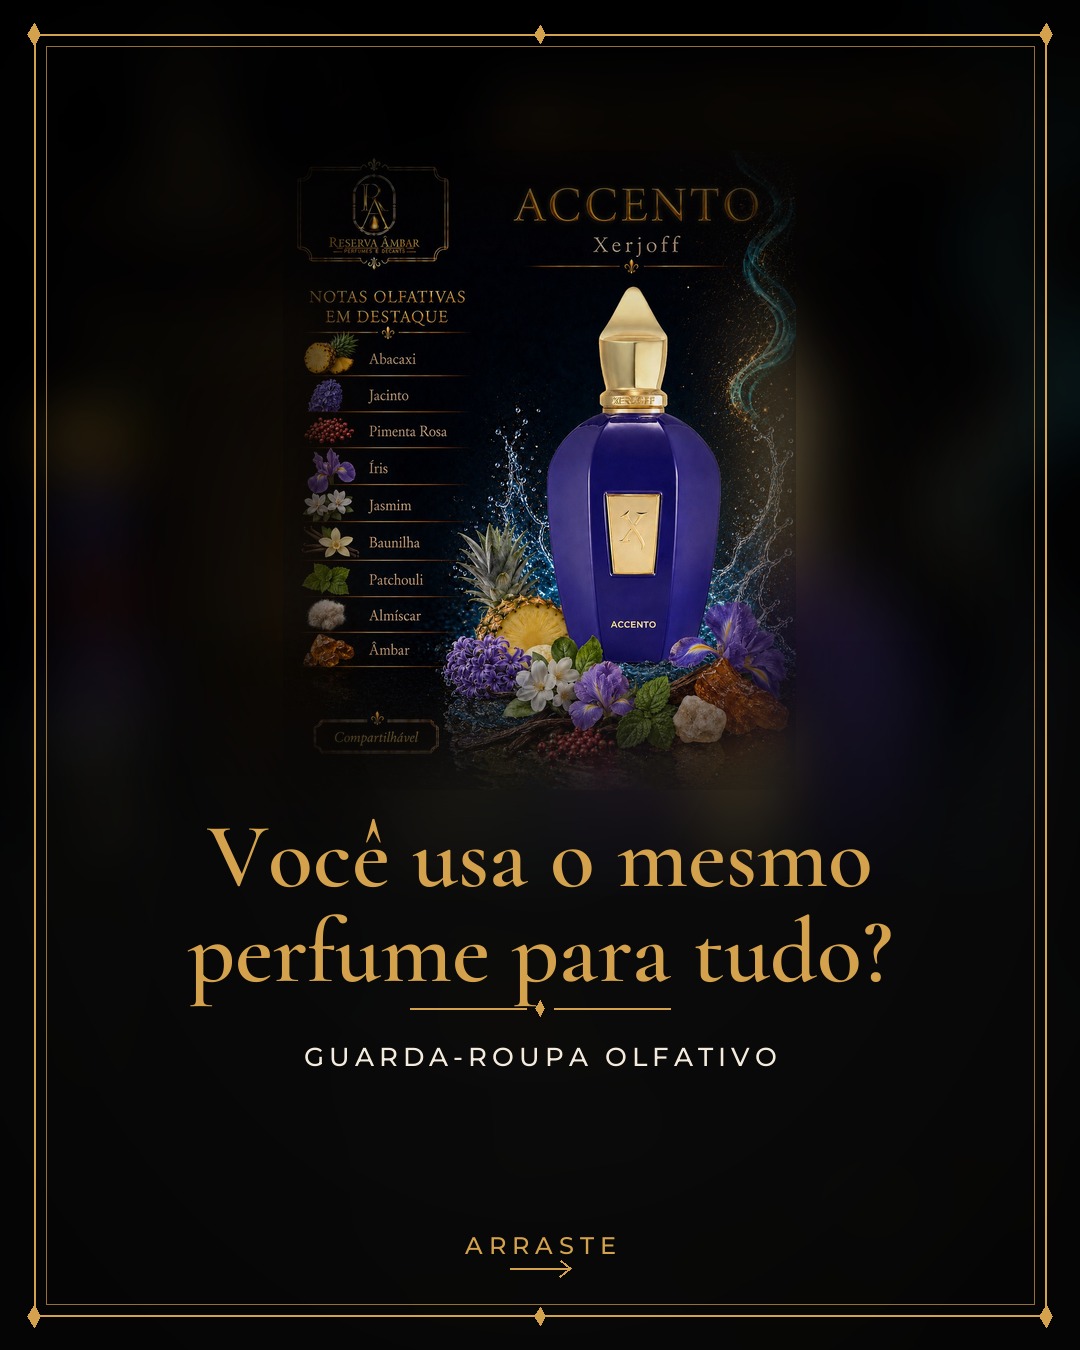 RA
RESERVA ÂMBAR
PERFUMES E DECANTS
ACCENTO
Xerjoff
NOTAS OLFATIVAS
EM DESTAQUE
Abacaxi
Jacinto
Pimenta Rosa
Íris
Jasmim
Baunilha
Patchouli
Almíscar
Âmbar
Compartilhável
XERJOFF
X
ACCENTO
Você usa o mesmo
perfume para tudo?
GUARDA-ROUPA OLFATIVO
ARRASTE